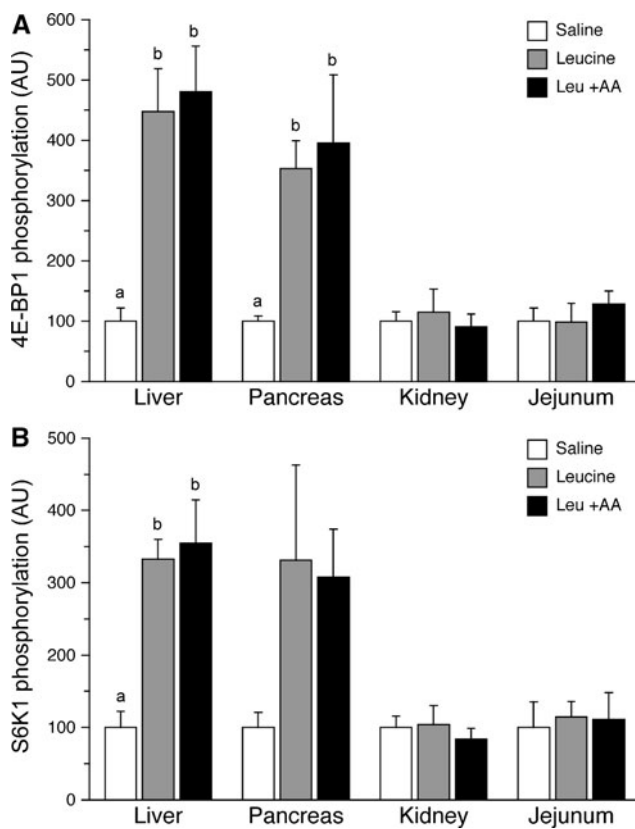 A
4E-BP1 phosphorylation (AU)
600
500
400
300
200
100
0
Saline
Leucine
Leu +AA
a
b
b
a
b
b
Liver
Pancreas
Kidney
Jejunum
B
S6K1 phosphorylation (AU)
500
400
300
200
100
0
Saline
Leucine
Leu +AA
a
b
b
Liver
Pancreas
Kidney
Jejunum